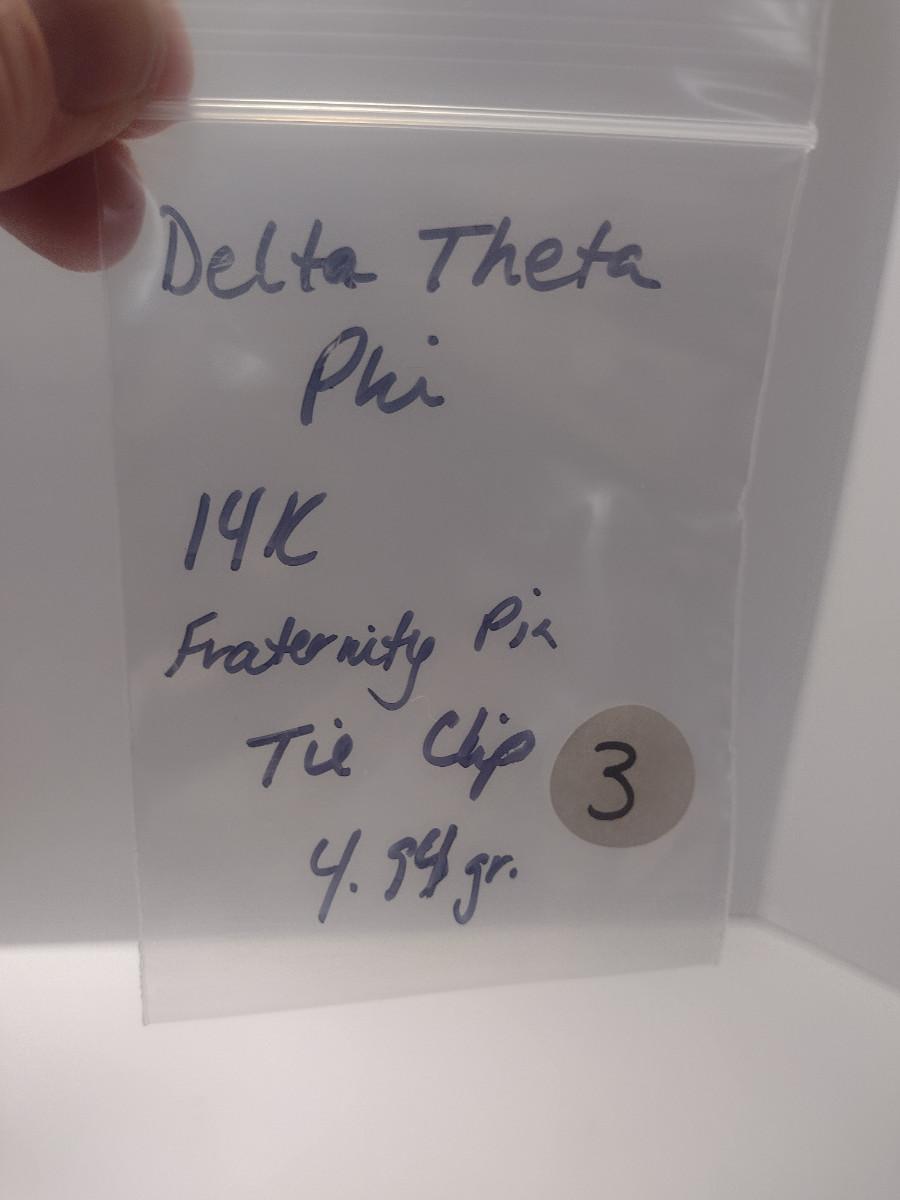 Delta Theta
Phi
14K
Fraternity Pin
Tie Clip
3
4.94 gr.